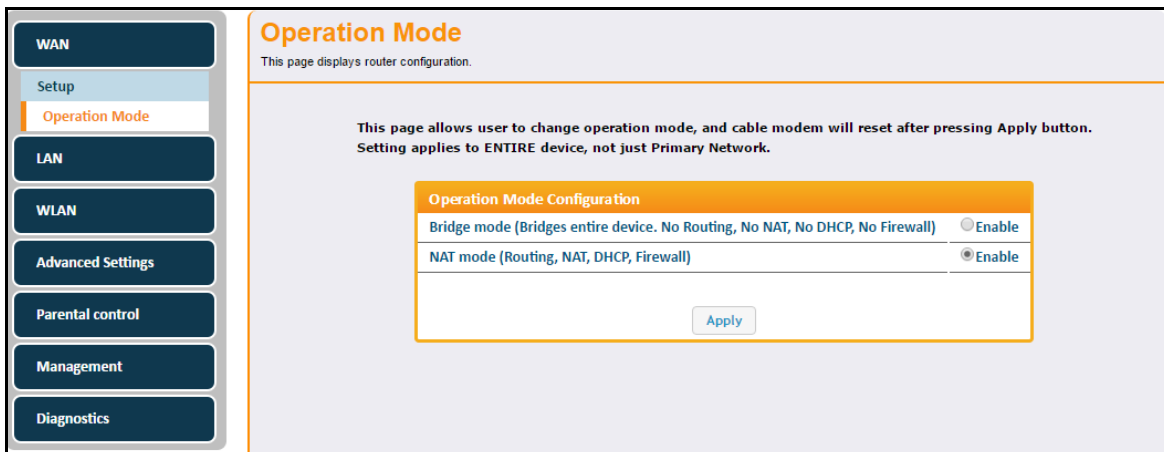 WAN
Setup
Operation Mode
LAN
WLAN
Advanced Settings
Parental control
Management
Diagnostics
Operation Mode
This page displays router configuration.
This page allows user to change operation mode, and cable modem will reset after pressing Apply button.
Setting applies to ENTIRE device, not just Primary Network.
Operation Mode Configuration
Bridge mode (Bridges entire device. No Routing, No NAT, No DHCP, No Firewall) Enable
NAT mode (Routing, NAT, DHCP, Firewall) Enable
Apply